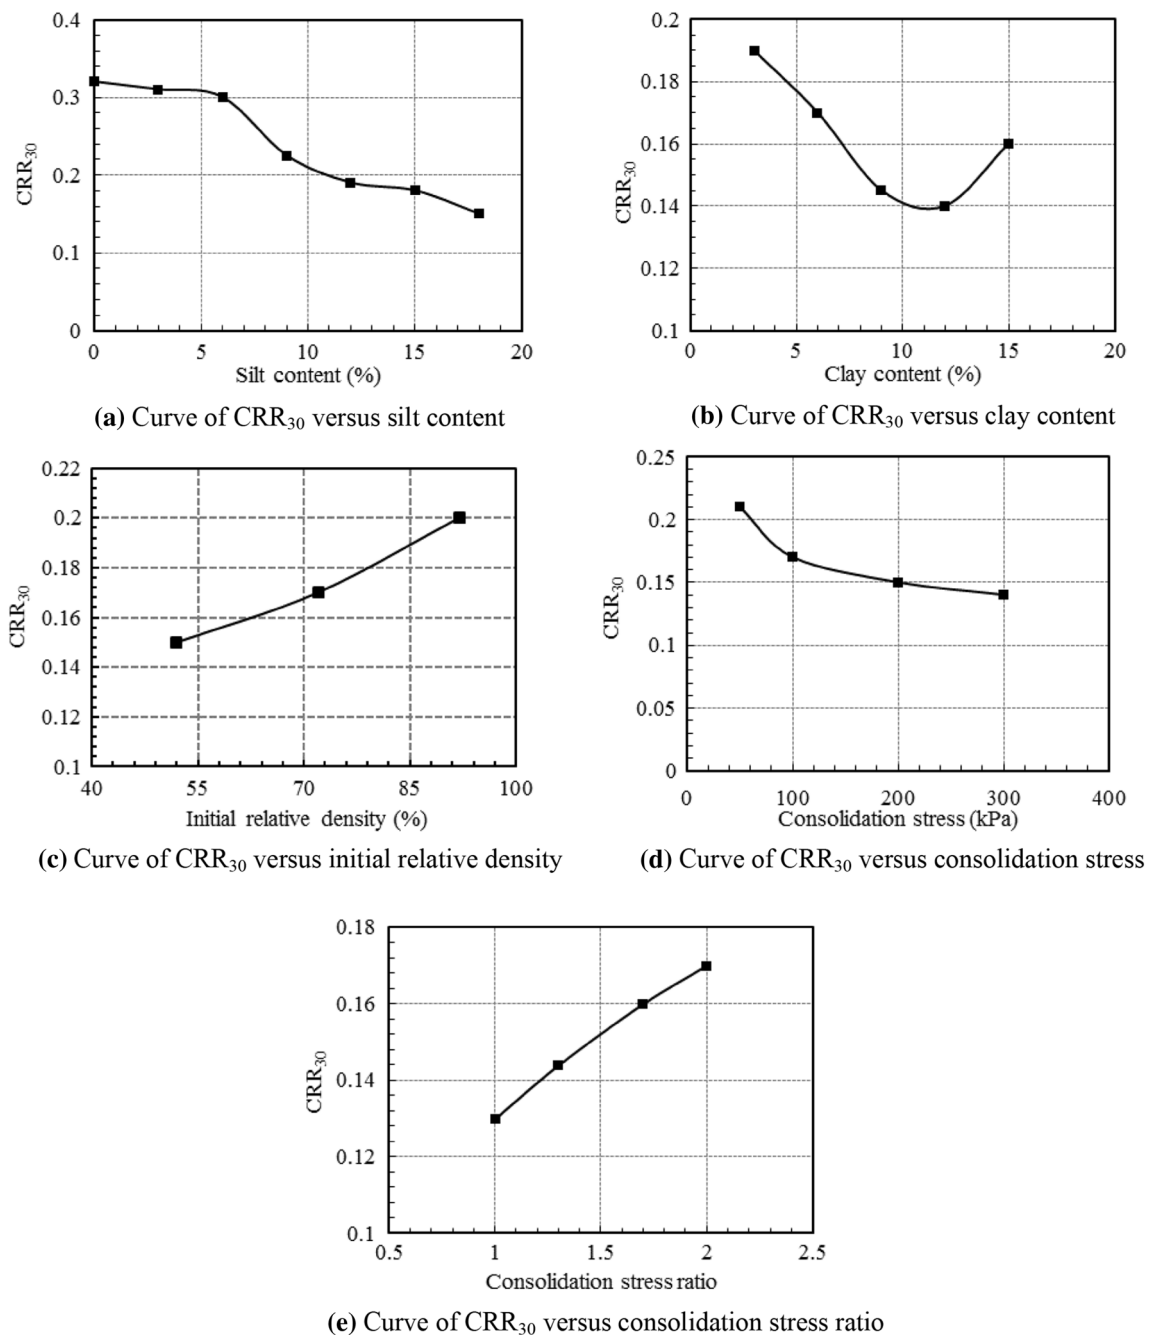 0.4
0.3
0.2
0.1
0
CRR30
0 5 10 15 20
Silt content (%)
(a) Curve of CRR30 versus silt content
0.2
0.18
0.16
0.14
0.12
0.1
CRR30
0 5 10 15 20
Clay content (%)
(b) Curve of CRR30 versus clay content
0.22
0.2
0.18
0.16
0.14
0.12
0.1
CRR30
40 55 70 85 100
Initial relative density (%)
(c) Curve of CRR30 versus initial relative density
0.25
0.2
0.15
0.1
0.05
0
CRR30
0 100 200 300 400
Consolidation stress (kPa)
(d) Curve of CRR30 versus consolidation stress
0.18
0.16
0.14
0.12
0.1
CRR30
0.5 1 1.5 2 2.5
Consolidation stress ratio
(e) Curve of CRR30 versus consolidation stress ratio